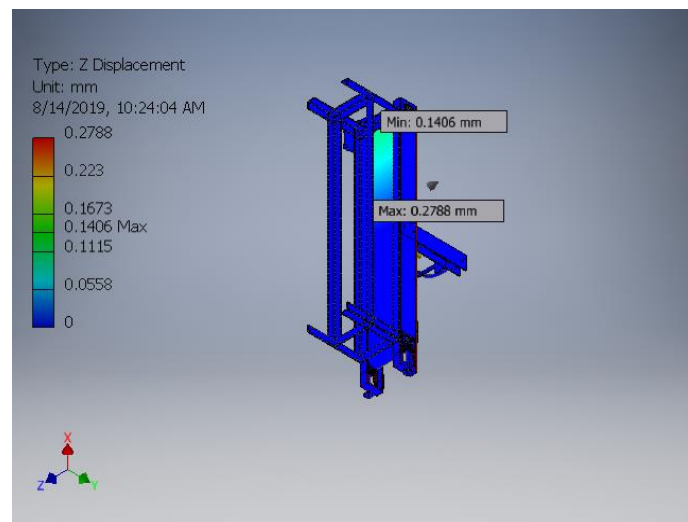 Type: Z Displacement
Unit: mm
8/14/2019, 10:24:04 AM
0.2788
0.223
0.1673
0.1406 Max
0.1115
0.0558
0
Min: 0.1406 mm
Max: 0.2788 mm
X
Z
Y